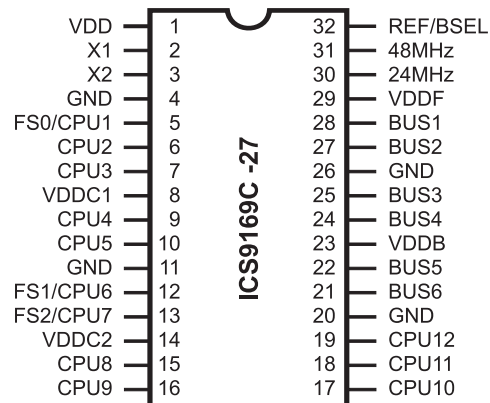 VDD 1 32 REF/BSEL
X1 2 31 48MHz
X2 3 30 24MHz
GND 4 29 VDDF
FS0/CPU1 5 28 BUS1
CPU2 6 27 BUS2
CPU3 7 26 GND
VDDC1 8 25 BUS3
CPU4 9 24 BUS4
CPU5 10 23 VDDB
GND 11 22 BUS5
FS1/CPU6 12 21 BUS6
FS2/CPU7 13 20 GND
VDDC2 14 19 CPU12
CPU8 15 18 CPU11
CPU9 16 17 CPU10
ICS9169C -27